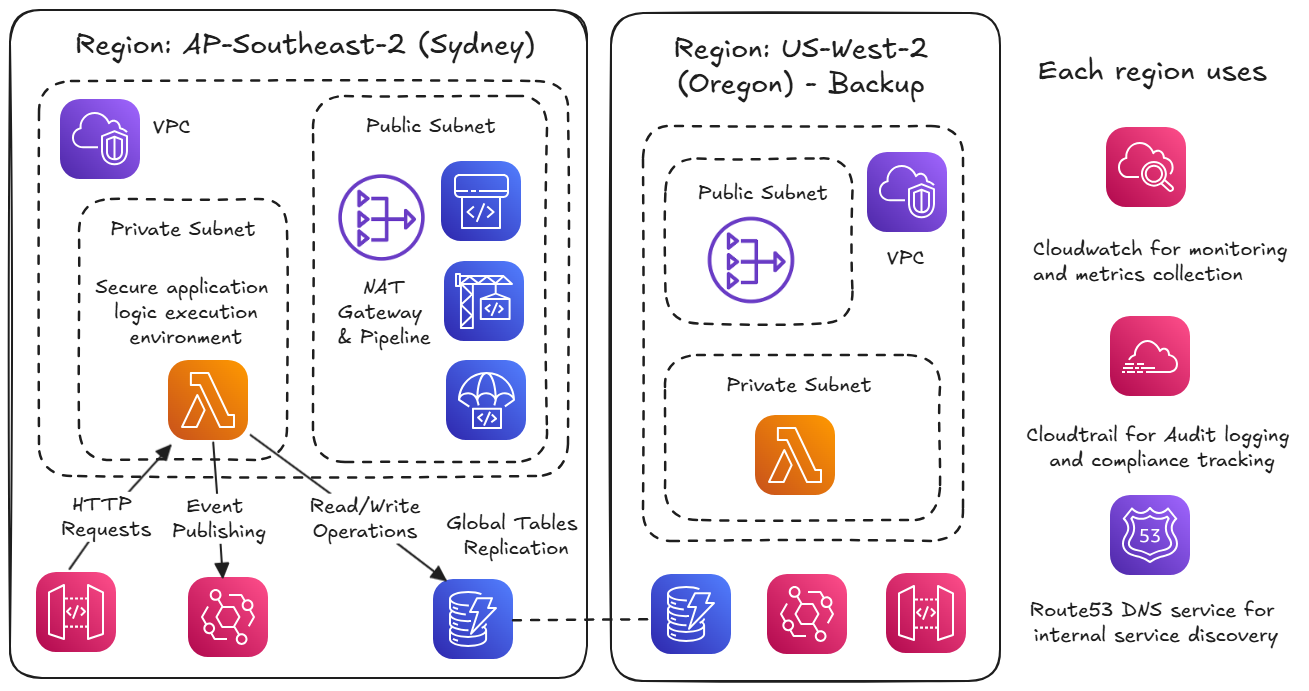 Region: AP-Southeast-2 (Sydney)
VPC
Public Subnet
Private Subnet
Secure application
logic execution
environment
NAT
Gateway
& Pipeline
</>
</>
</>
HTTP
Requests
Event
Publishing
Read/Write
Operations
Global Tables
Replication
</>
Region: US-West-2
(Oregon) - Backup
Public Subnet
VPC
Private Subnet
</>
Each region uses
Cloudwatch for monitoring
and metrics collection
Cloudtrail for Audit logging
and compliance tracking
53
Route53 DNS service for
internal service discovery